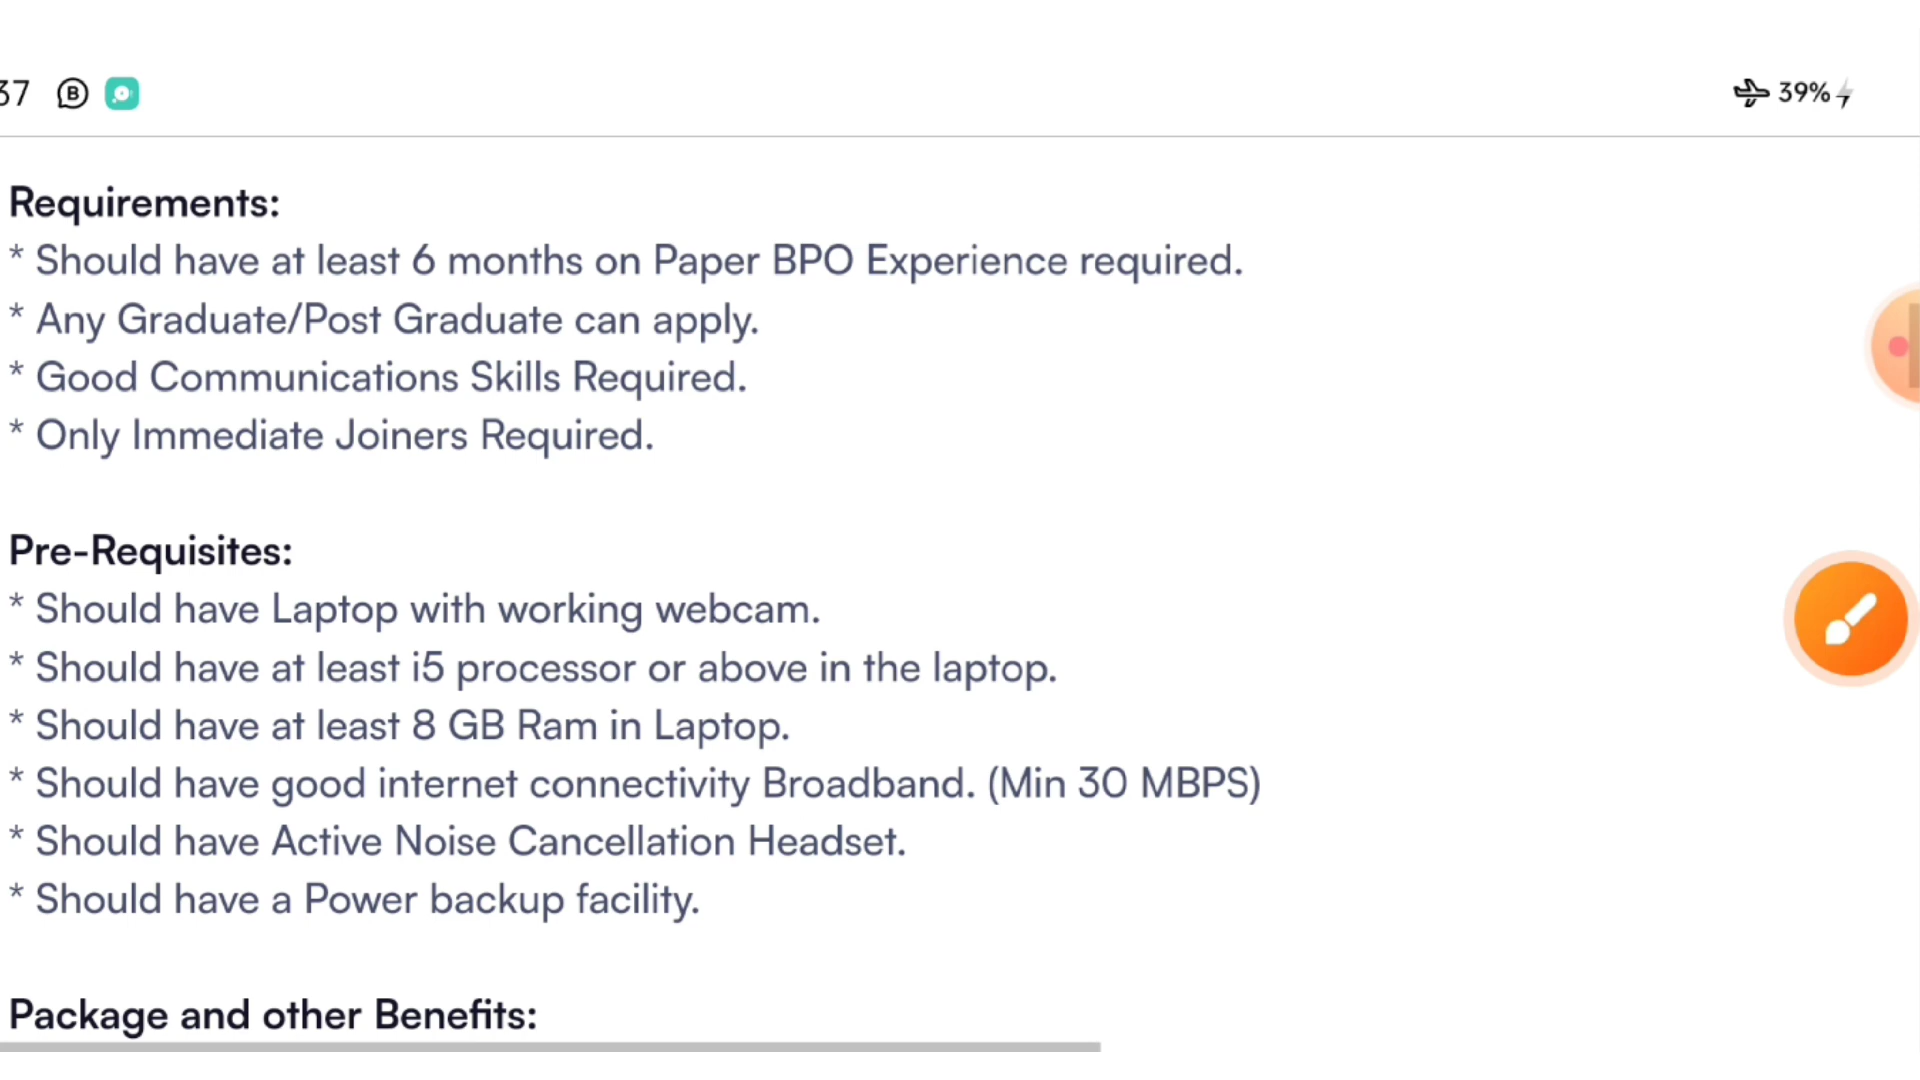 37 B 39%
Requirements:
* Should have at least 6 months on Paper BPO Experience required.
* Any Graduate/Post Graduate can apply.
* Good Communications Skills Required.
* Only Immediate Joiners Required.
Pre-Requisites:
* Should have Laptop with working webcam.
* Should have at least i5 processor or above in the laptop.
* Should have at least 8 GB Ram in Laptop.
* Should have good internet connectivity Broadband. (Min 30 MBPS)
* Should have Active Noise Cancellation Headset.
* Should have a Power backup facility.
Package and other Benefits: